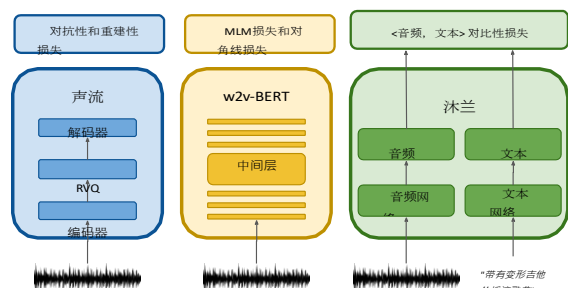 对抗性和重建性
损失
MLM损失和对
角线损失
<音频, 文本> 对比性损失
声流
解码器
RVQ
编码器
w2v-BERT
中间层
沐兰
音频
文本
音频网
文本
网络
"带有变形吉他